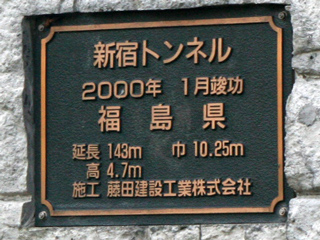 新宿トンネル
2000年 1月竣功
福島県
延長 143m 巾 10.25m
高 4.7m
施工 藤田建設工業株式会社